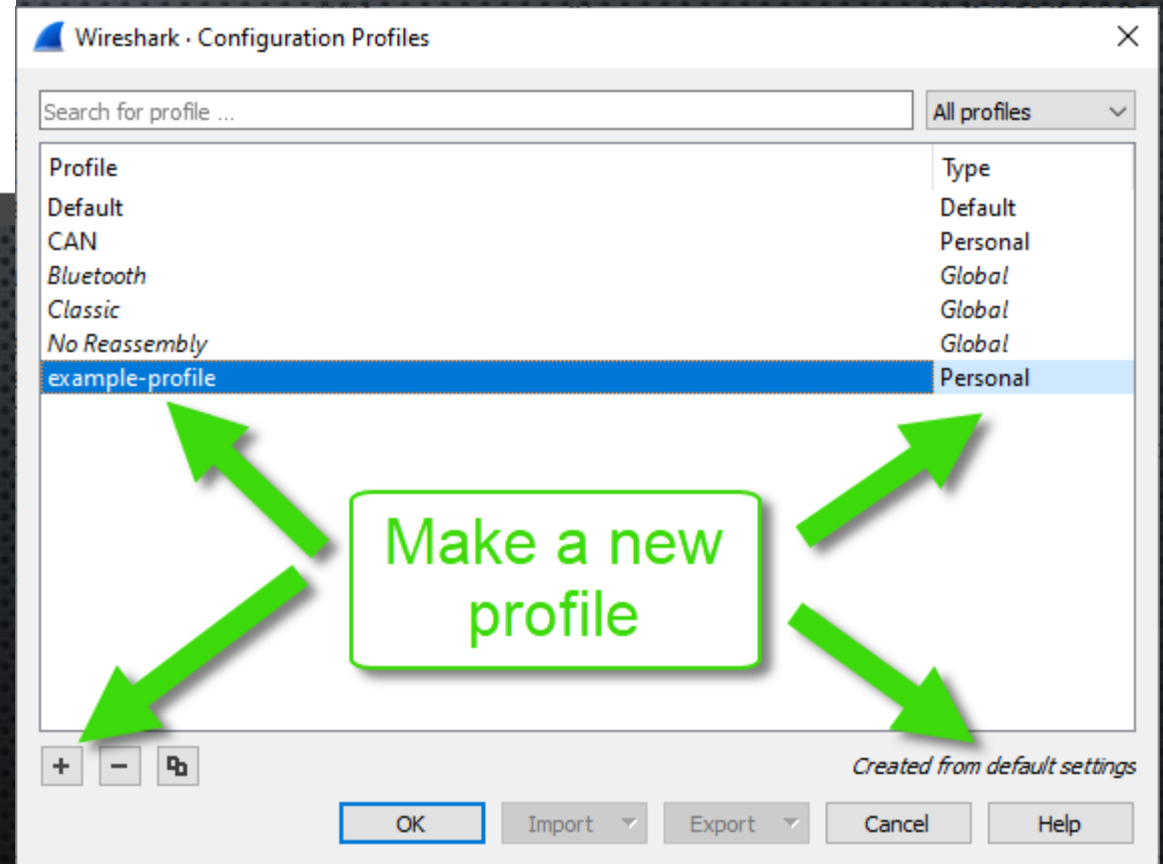 Wireshark · Configuration Profiles
Search for profile ...
All profiles
Profile Type
Default Default
CAN Personal
Bluetooth Global
Classic Global
No Reassembly Global
example-profile Personal
Make a new
profile
Created from default settings
OK Import Export Cancel Help